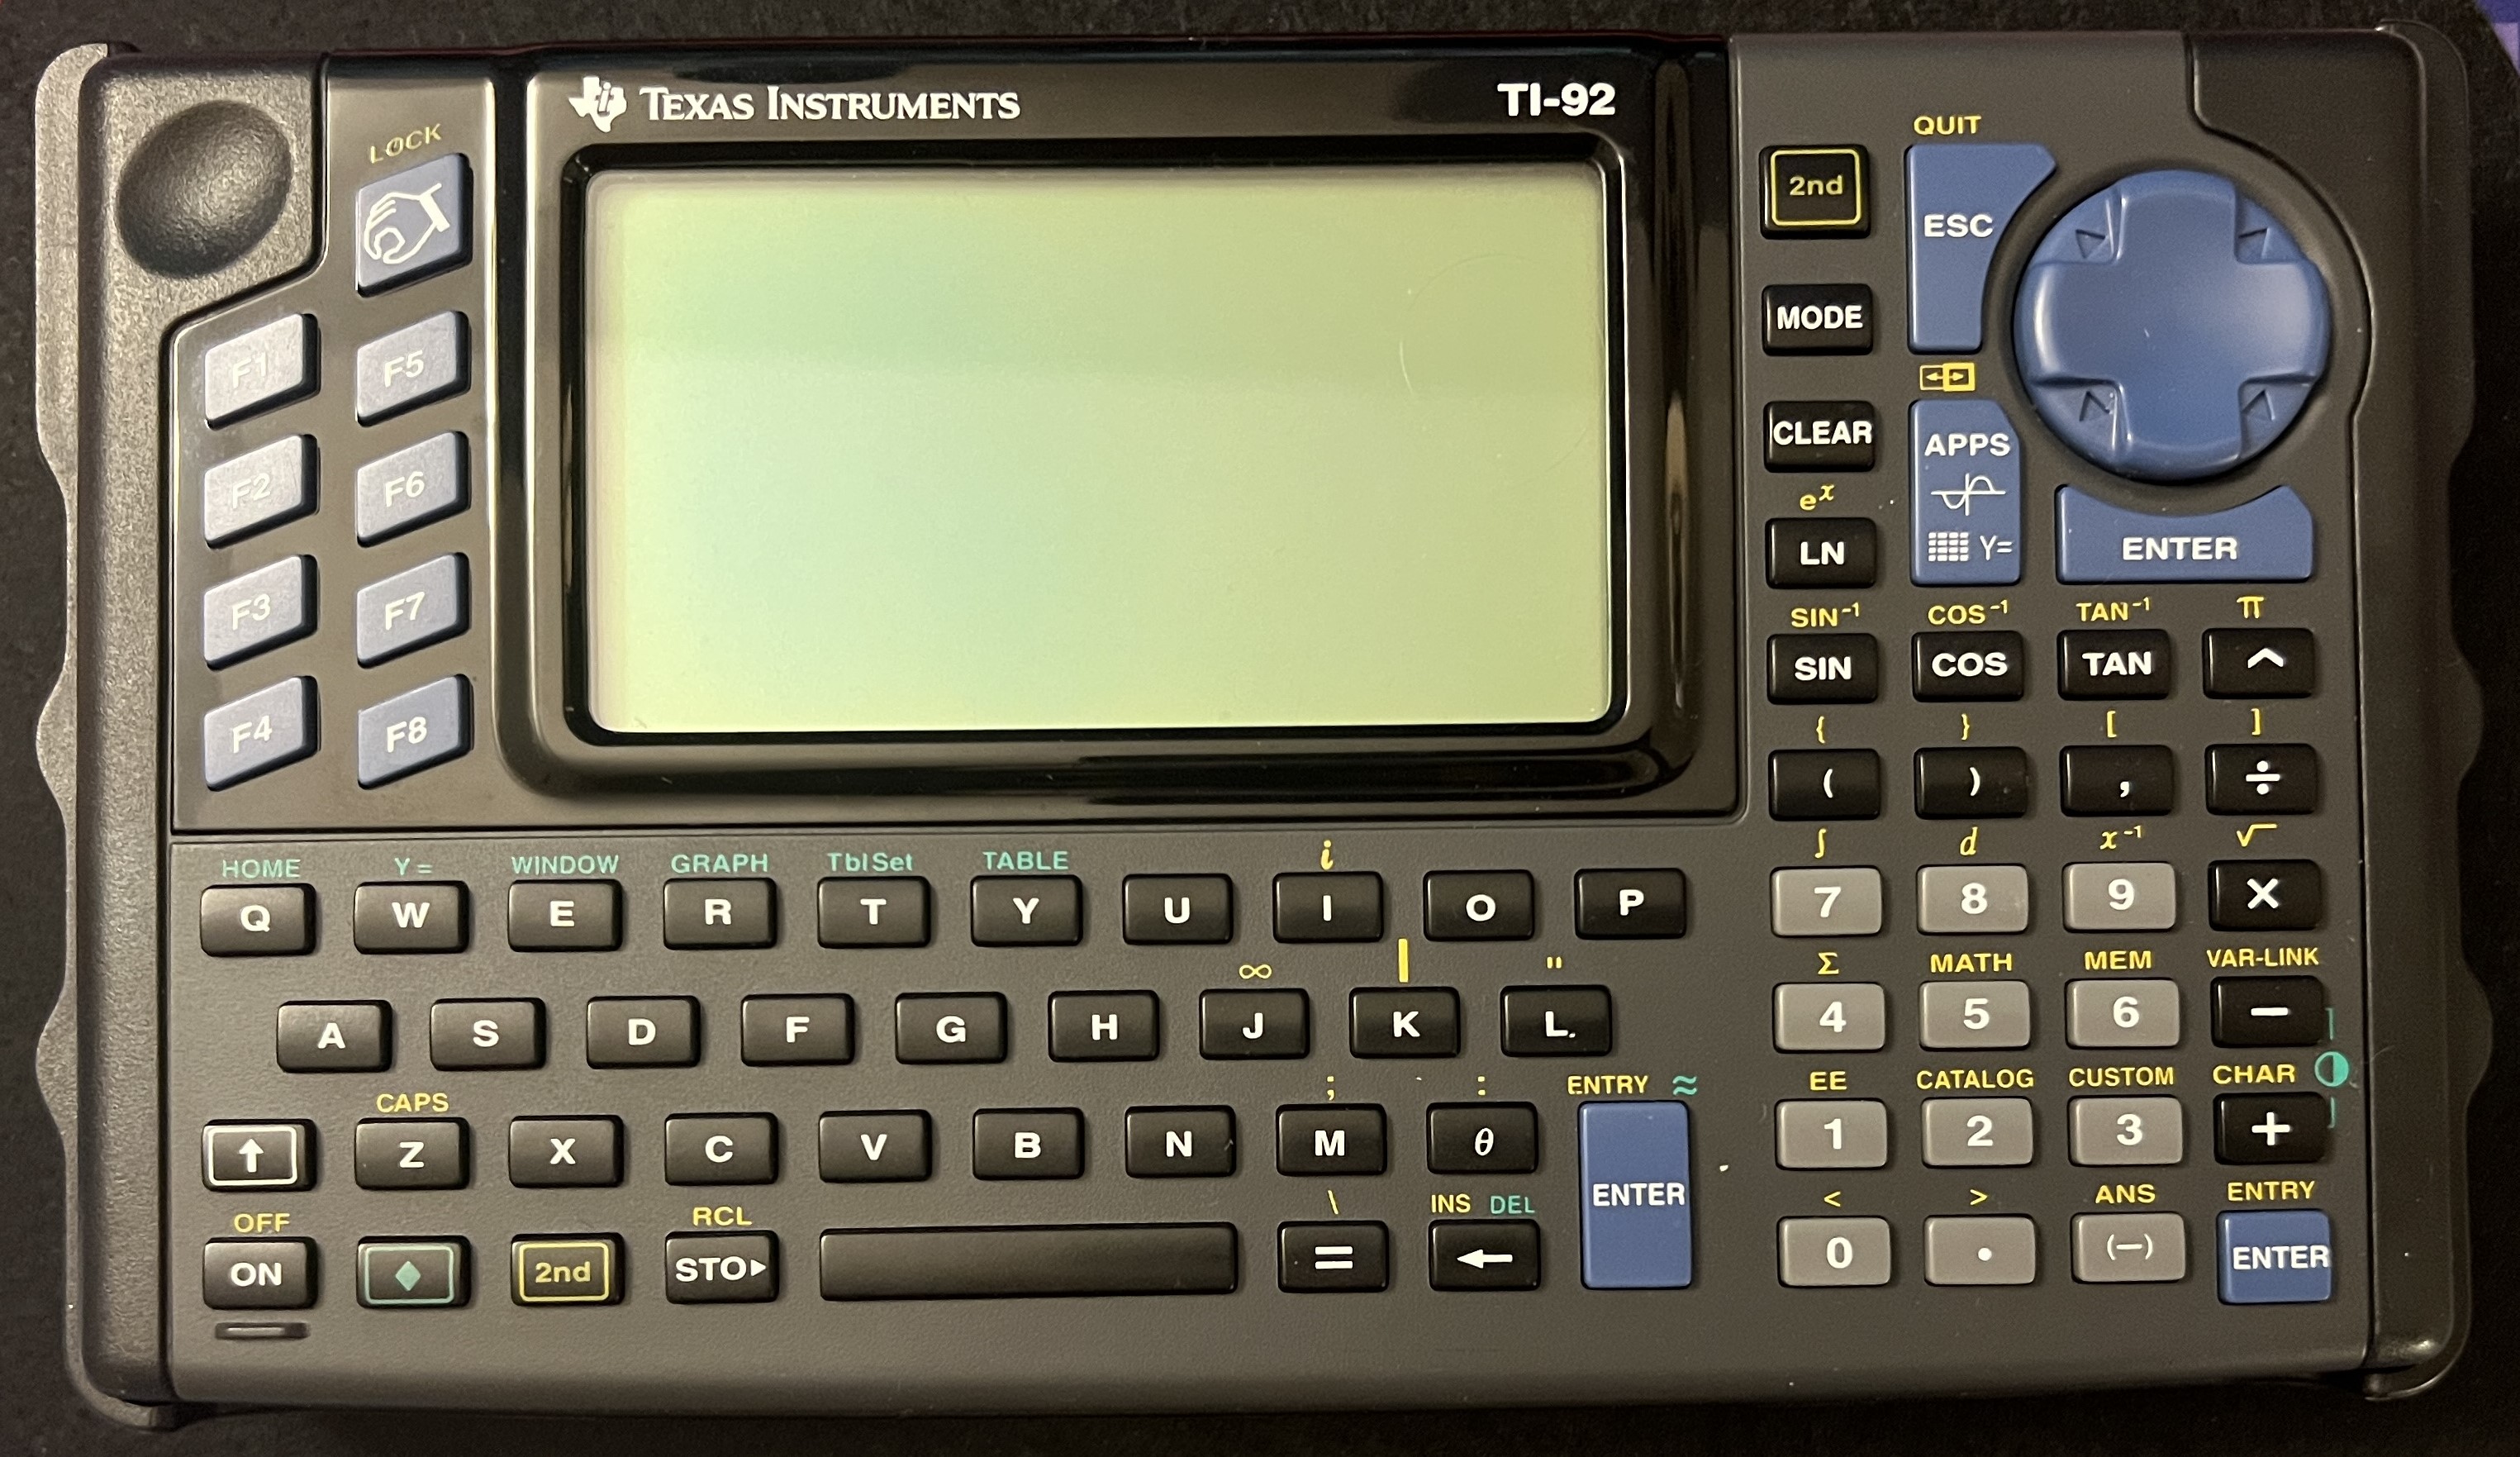 TEXAS INSTRUMENTS TI-92
LOCK
F1 F5
F2 F6
F3 F7
F4 F8
QUIT
2nd ESC
MODE
CLEAR APPS
eˣ
LN Y= ENTER
SIN⁻¹ COS⁻¹ TAN⁻¹ π
SIN COS TAN ^
{ } [ ]
( ) , ÷
∫ d x⁻¹ √
7 8 9 ×
Σ MATH MEM VAR-LINK
4 5 6 −
EE CATALOG CUSTOM CHAR
1 2 3 +
< > ANS ENTRY
0 . (−) ENTER
HOME Y= WINDOW GRAPH TblSet TABLE i
Q W E R T Y U I O P
∞ | "
A S D F G H J K L
CAPS ; : ENTRY ≈
↑ Z X C V B N M θ ENTER
OFF RCL \ INS DEL
ON ◆ 2nd STO▶ = ←